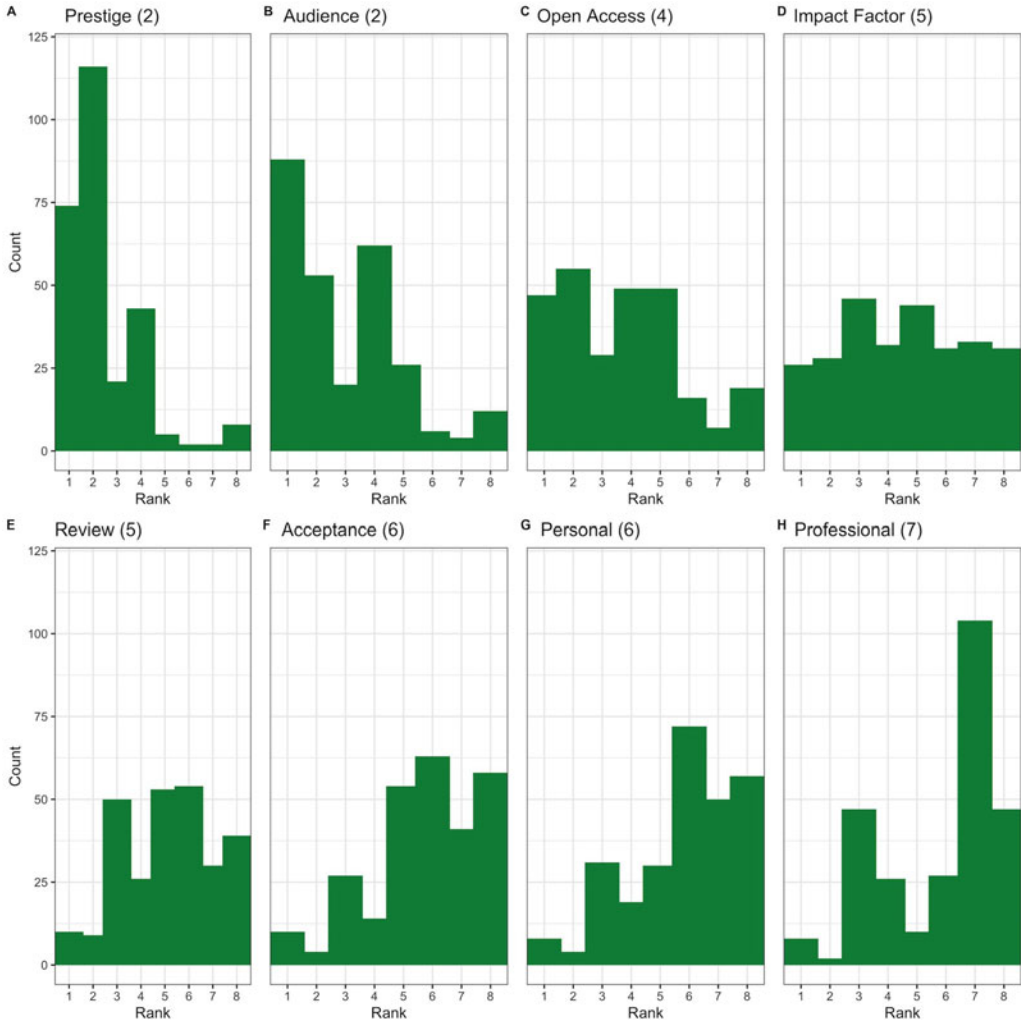 A Prestige (2) B Audience (2) C Open Access (4) D Impact Factor (5)
125
100
75
50
25
0
Count
1 2 3 4 5 6 7 8 1 2 3 4 5 6 7 8 1 2 3 4 5 6 7 8 1 2 3 4 5 6 7 8
Rank Rank Rank Rank
E Review (5) F Acceptance (6) G Personal (6) H Professional (7)
125
100
75
50
25
0
Count
1 2 3 4 5 6 7 8 1 2 3 4 5 6 7 8 1 2 3 4 5 6 7 8 1 2 3 4 5 6 7 8
Rank Rank Rank Rank